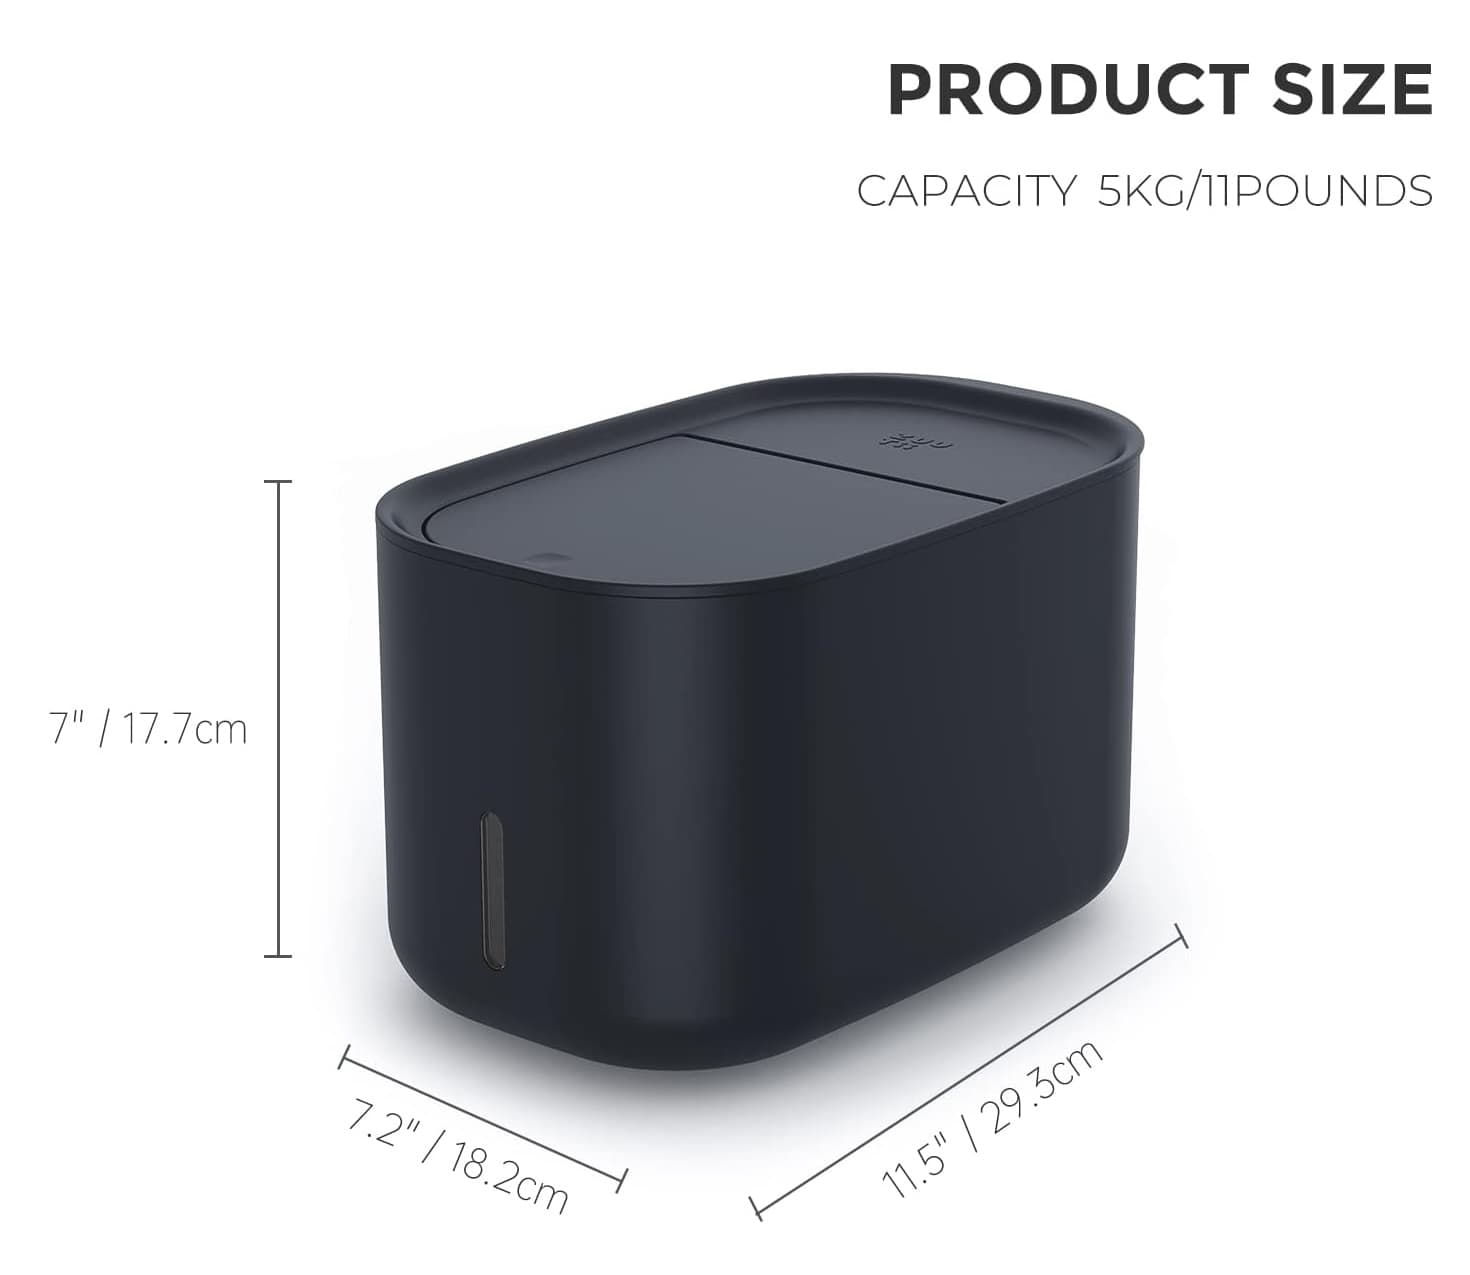 PRODUCT SIZE
CAPACITY 5KG/11POUNDS
7" / 17.7cm
7.2" / 18.2cm
11.5" / 29.3cm